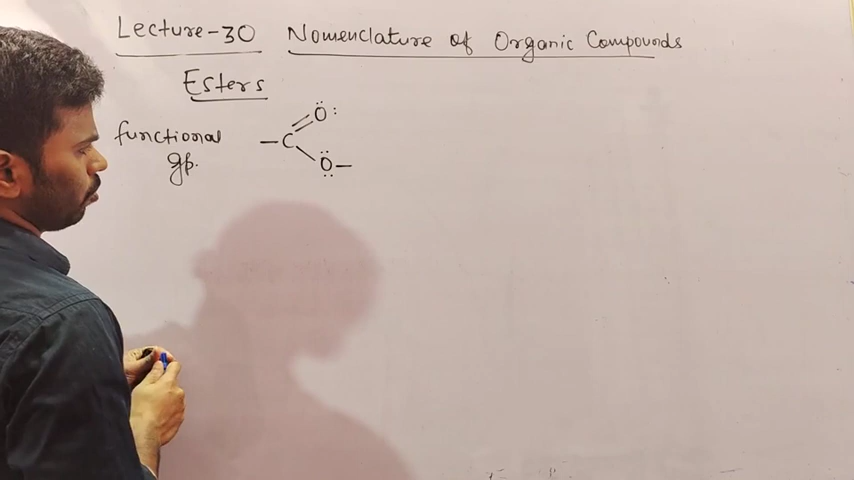 Lecture-30 Nomenclature of Organic Compounds
Esters
functional
gp.
O
-C
O-